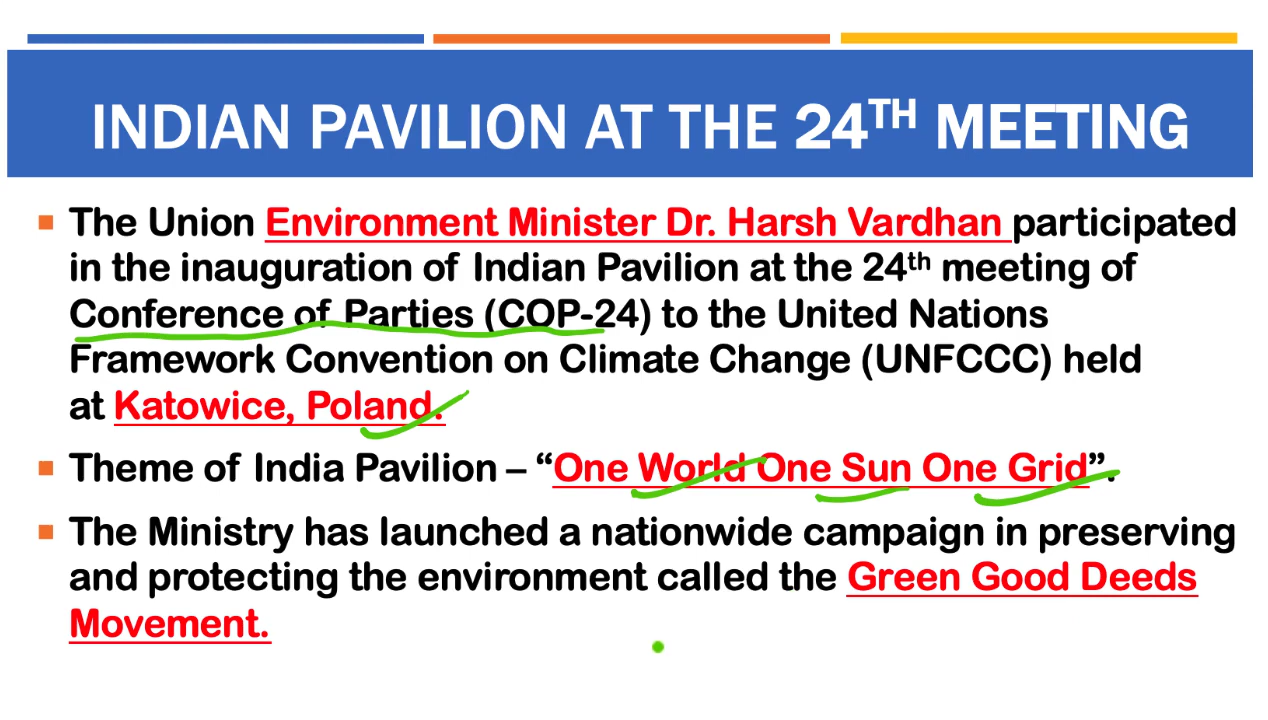 INDIAN PAVILION AT THE 24TH MEETING
The Union Environment Minister Dr. Harsh Vardhan participated
in the inauguration of Indian Pavilion at the 24th meeting of
Conference of Parties (COP-24) to the United Nations
Framework Convention on Climate Change (UNFCCC) held
at Katowice, Poland.
Theme of India Pavilion – “One World One Sun One Grid”.
The Ministry has launched a nationwide campaign in preserving
and protecting the environment called the Green Good Deeds
Movement.